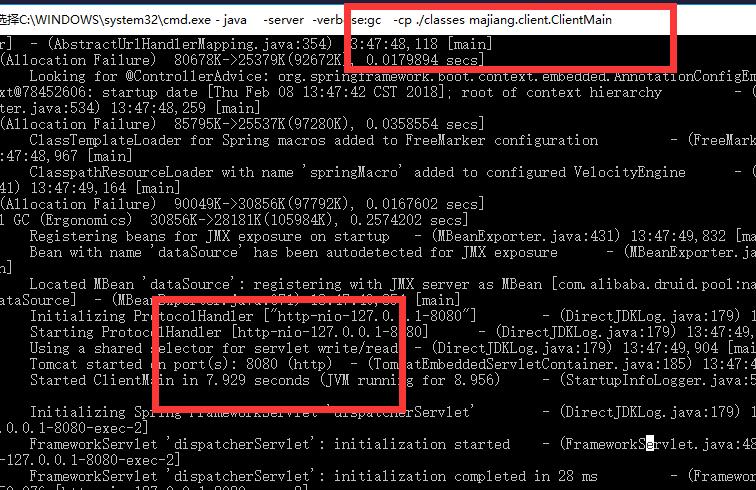 选择C:\WINDOWS\system32\cmd.exe - java -server -verbose:gc -cp ./classes majiang.client.ClientMain
er] - (AbstractUrlHandlerMapping.java:354) 13:47:48,118 [main]
(Allocation Failure) 80678K->25379K(92672K), 0.0179894 secs]
Looking for @ControllerAdvice: org.springframework.boot.context.embedded.AnnotationConfigEm
xt@78452606: startup date [Thu Feb 08 13:47:42 CST 2018]; root of context hierarchy - (
er.java:534) 13:47:48,259 [main]
(Allocation Failure) 85795K->25537K(97280K), 0.0358554 secs]
ClassTemplateLoader for Spring macros added to FreeMarker configuration - (FreeMark
:47:48,967 [main]
ClasspathResourceLoader with name 'springMacro' added to configured VelocityEngine - (
41) 13:47:49,164 [main]
(Allocation Failure) 90049K->30856K(97792K), 0.0167602 secs]
l GC (Ergonomics) 30856K->28181K(105984K), 0.2574202 secs]
Registering beans for JMX exposure on startup - (MBeanExporter.java:431) 13:47:49,832 [ma
Bean with name 'dataSource' has been autodetected for JMX exposure - (MBeanExporter.j
n]
Located MBean 'dataSource': registering with JMX server as MBean [com.alibaba.druid.pool:na
ataSource] - (MBeanExporter.java:671) 13:47:49,854 [main]
Initializing ProtocolHandler ["http-nio-127.0.0.1-8080"] - (DirectJDKLog.java:179) 1
Starting ProtocolHandler [http-nio-127.0.0.1-8080] - (DirectJDKLog.java:179) 13:47:49
Using a shared selector for servlet write/read - (DirectJDKLog.java:179) 13:47:49,904 [m
Tomcat started on port(s): 8080 (http) - (TomcatEmbeddedServletContainer.java:185) 13:47:4
Started ClientMain in 7.929 seconds (JVM running for 8.956) - (StartupInfoLogger.java:5
Initializing Spring FrameworkServlet 'dispatcherServlet' - (DirectJDKLog.java:179) 1
.0.0.1-8080-exec-2]
FrameworkServlet 'dispatcherServlet': initialization started - (FrameworkServlet.java:48
-127.0.0.1-8080-exec-2]
FrameworkServlet 'dispatcherServlet': initialization completed in 28 ms - (Framework